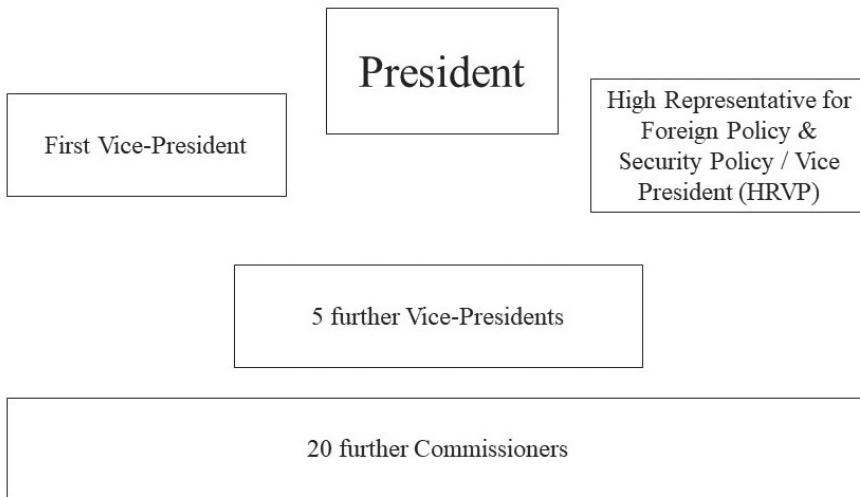 President
First Vice-President
High Representative for
Foreign Policy &
Security Policy / Vice
President (HRVP)
5 further Vice-Presidents
20 further Commissioners